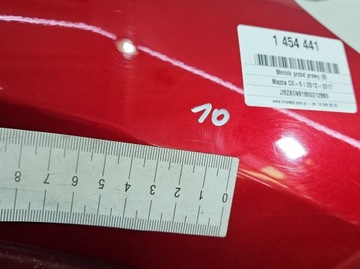 1 454 441
Błotnik przód prawy (B)
Mazda CX-5 I 2012-2017
10
8 7 6 5 4 3 2 1 0